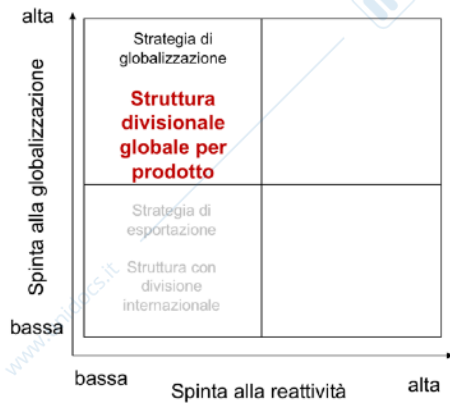 alta
Strategia di
globalizzazione
Struttura
divisionale
globale per
prodotto
Spinta alla globalizzazione
Strategia di
esportazione
Struttura con
divisione
internazionale
bassa
bassa
Spinta alla reattività
alta